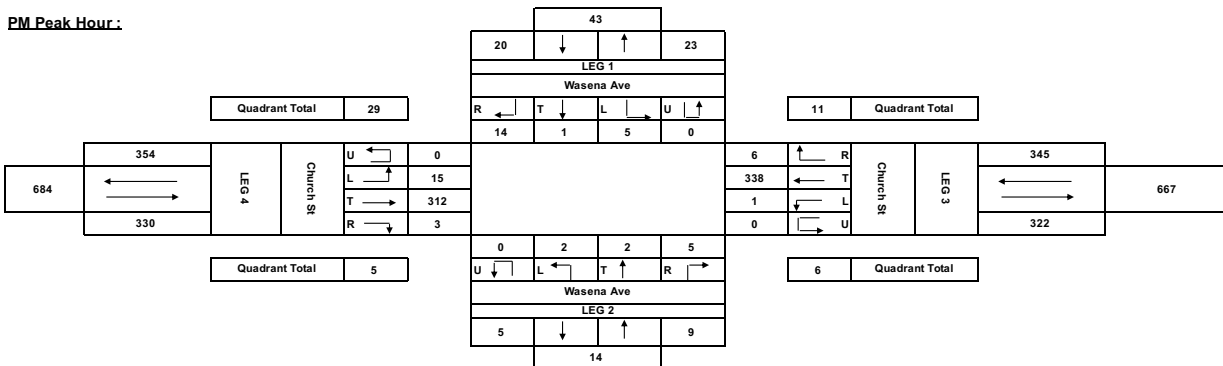 PM Peak Hour :
43
20 23
LEG 1
Wasena Ave
Quadrant Total 29
R T L U
11 Quadrant Total
14 1 5 0
354 U 0
6 R 345
684 LEG 4 Church St L 15
338 T Church St LEG 3 667
T 312
1 L
330 R 3
0 U 322
0 2 2 5
Quadrant Total 5
U L T R
6 Quadrant Total
Wasena Ave
LEG 2
5 9
14